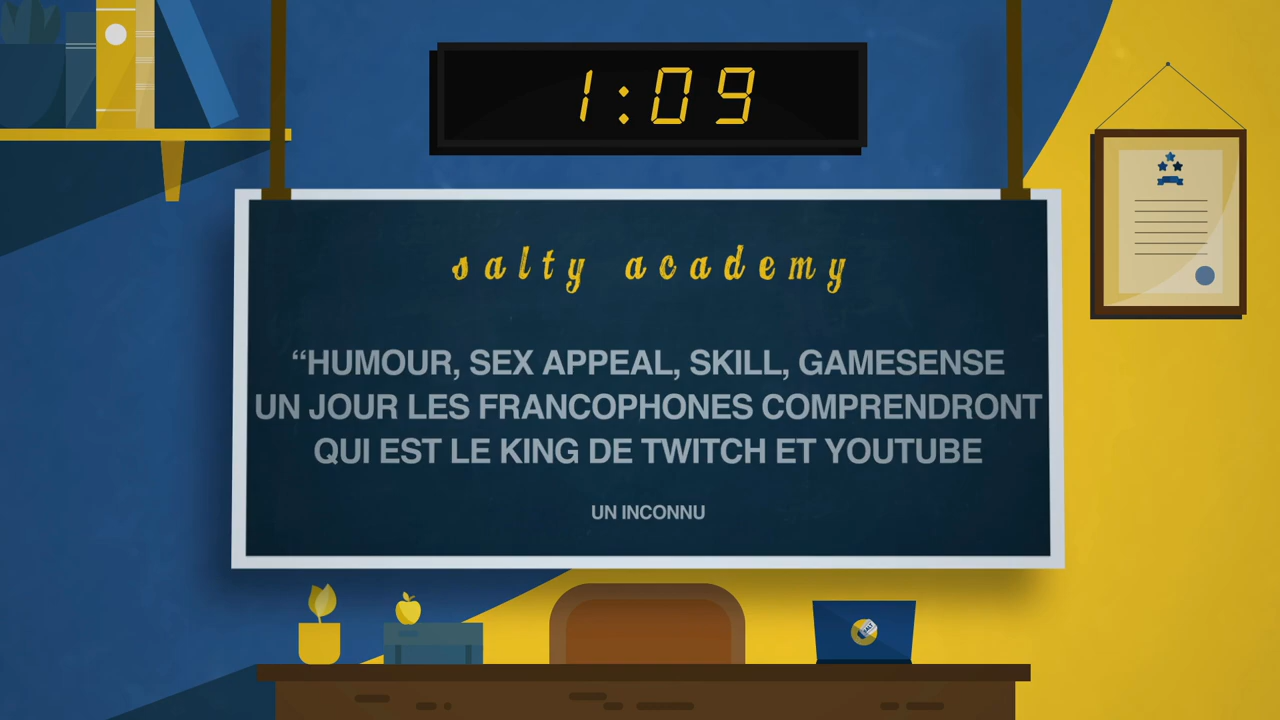 1:09
salty academy
“HUMOUR, SEX APPEAL, SKILL, GAMESENSE
UN JOUR LES FRANCOPHONES COMPRENDRONT
QUI EST LE KING DE TWITCH ET YOUTUBE
UN INCONNU
SALT